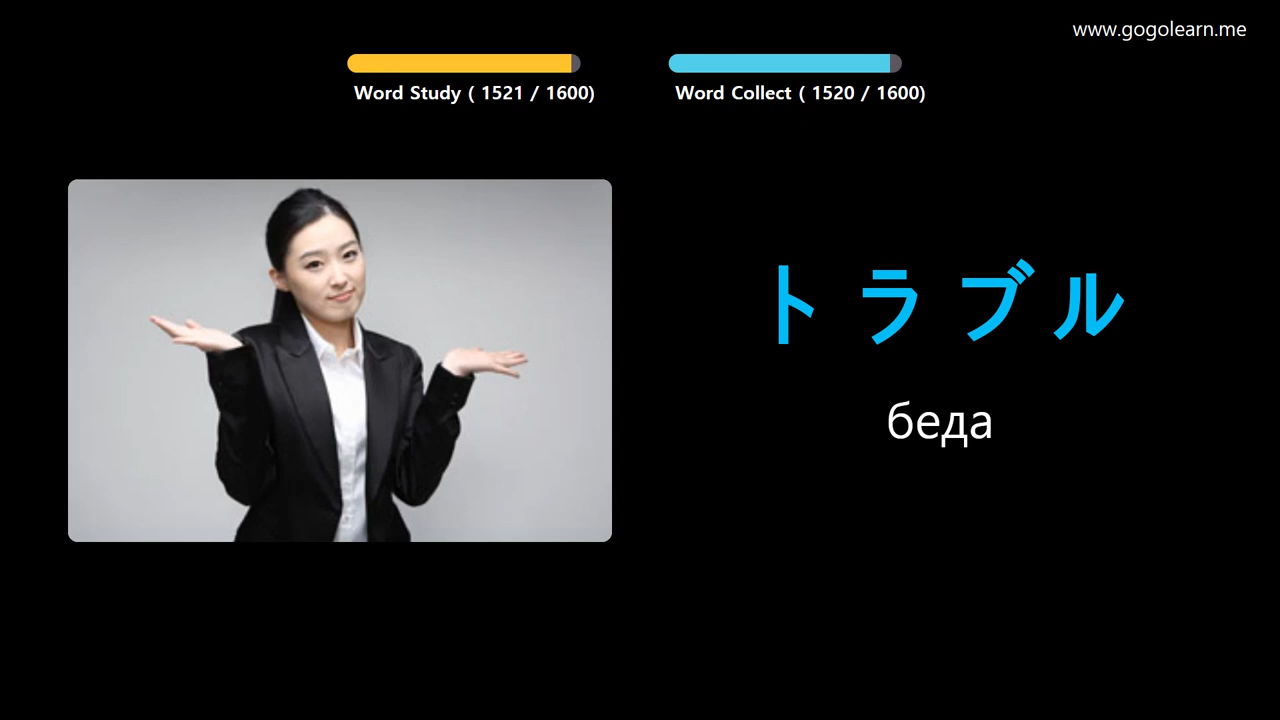 www.gogolearn.me
Word Study ( 1521 / 1600)
Word Collect ( 1520 / 1600)
トラブル
беда